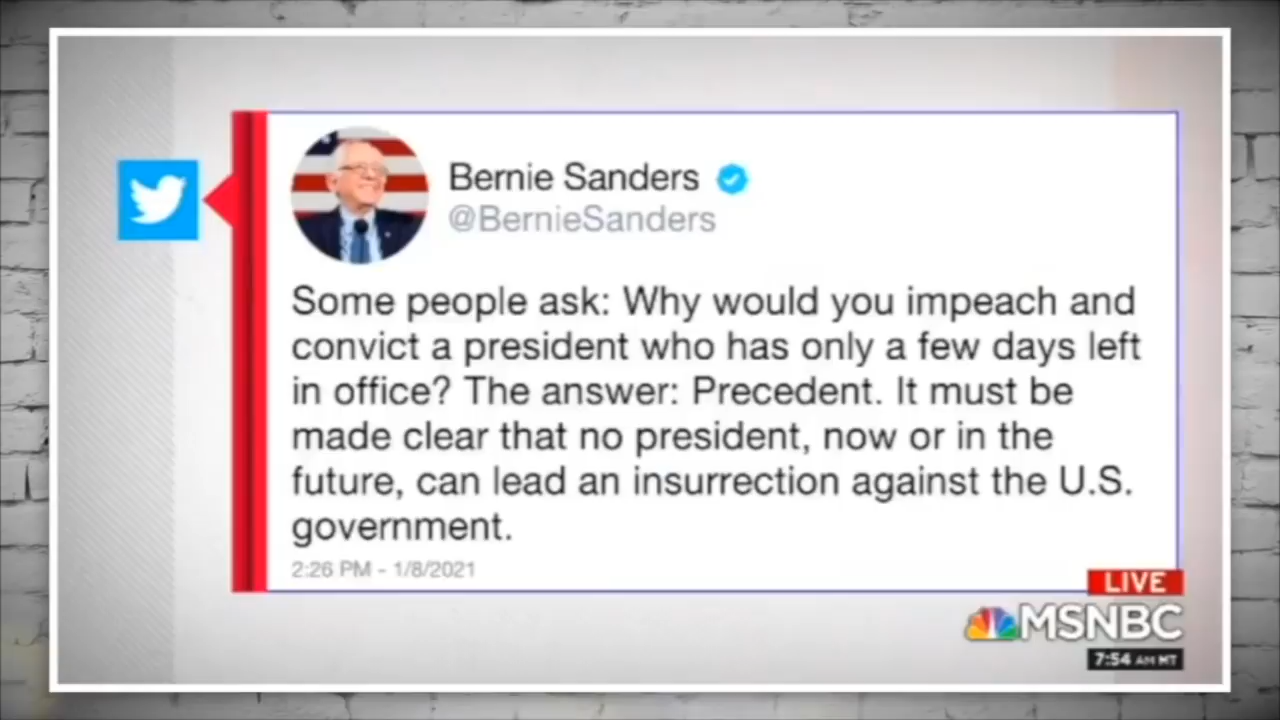 Bernie Sanders
@BernieSanders
Some people ask: Why would you impeach and
convict a president who has only a few days left
in office? The answer: Precedent. It must be
made clear that no president, now or in the
future, can lead an insurrection against the U.S.
government.
2:26 PM - 1/8/2021
LIVE
MSNBC
7:54 AM MT